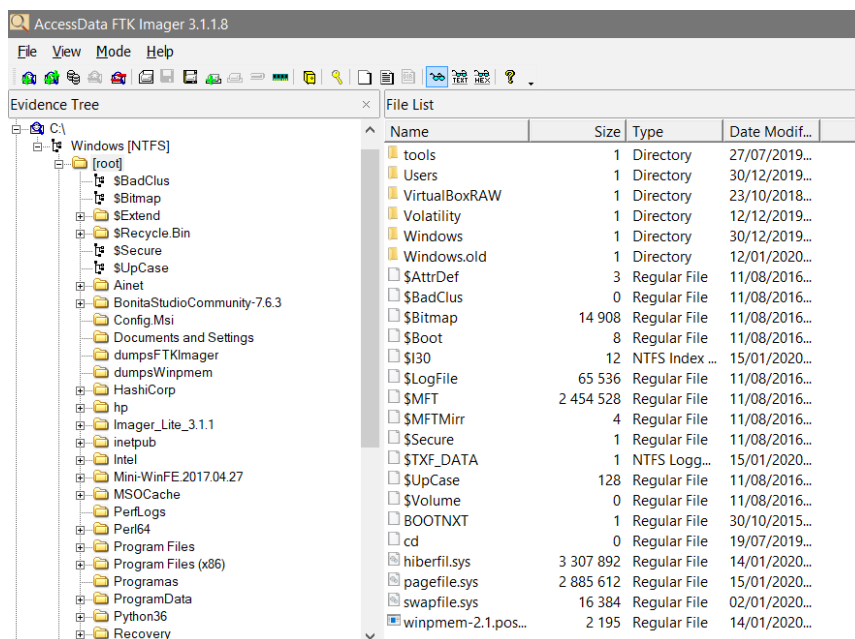 AccessData FTK Imager 3.1.1.8
File View Mode Help
TEXT HEX
Evidence Tree
C:\
Windows [NTFS]
[root]
$BadClus
$Bitmap
$Extend
$Recycle.Bin
$Secure
$UpCase
Ainet
BonitaStudioCommunity-7.6.3
Config.Msi
Documents and Settings
dumpsFTKImager
dumpsWinpmem
HashiCorp
hp
Imager_Lite_3.1.1
inetpub
Intel
Mini-WinFE.2017.04.27
MSOCache
PerfLogs
Perl64
Program Files
Program Files (x86)
Programas
ProgramData
Python36
Recovery
File List
Name Size Type Date Modif...
tools 1 Directory 27/07/2019...
Users 1 Directory 30/12/2019...
VirtualBoxRAW 1 Directory 23/10/2018...
Volatility 1 Directory 12/12/2019...
Windows 1 Directory 30/12/2019...
Windows.old 1 Directory 12/01/2020...
$AttrDef 3 Regular File 11/08/2016...
$BadClus 0 Regular File 11/08/2016...
$Bitmap 14 908 Regular File 11/08/2016...
$Boot 8 Regular File 11/08/2016...
$I30 12 NTFS Index ... 15/01/2020...
$LogFile 65 536 Regular File 11/08/2016...
$MFT 2 454 528 Regular File 11/08/2016...
$MFTMirr 4 Regular File 11/08/2016...
$Secure 1 Regular File 11/08/2016...
$TXF_DATA 1 NTFS Logg... 15/01/2020...
$UpCase 128 Regular File 11/08/2016...
$Volume 0 Regular File 11/08/2016...
BOOTNXT 1 Regular File 30/10/2015...
cd 0 Regular File 19/07/2019...
hiberfil.sys 3 307 892 Regular File 14/01/2020...
pagefile.sys 2 885 612 Regular File 15/01/2020...
swapfile.sys 16 384 Regular File 02/01/2020...
winpmem-2.1.pos... 2 195 Regular File 14/01/2020...